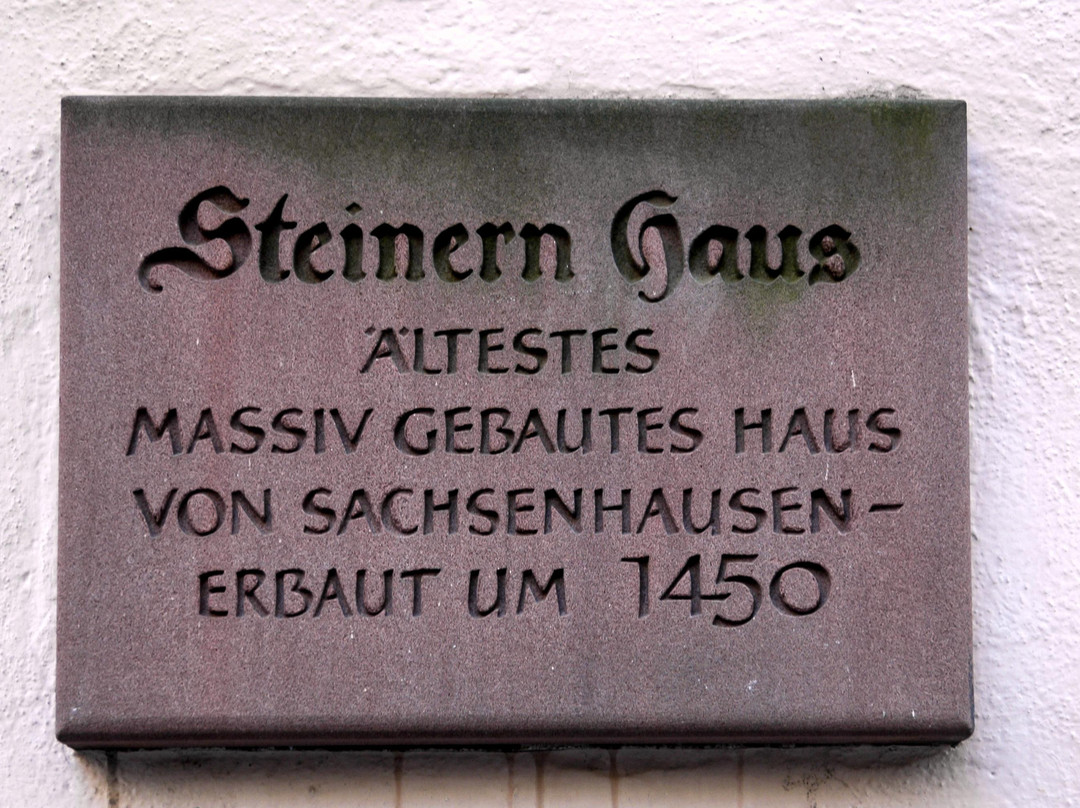 Steinern Haus
ÄLTESTES
MASSIV GEBAUTES HAUS
VON SACHSENHAUSEN –
ERBAUT UM 1450